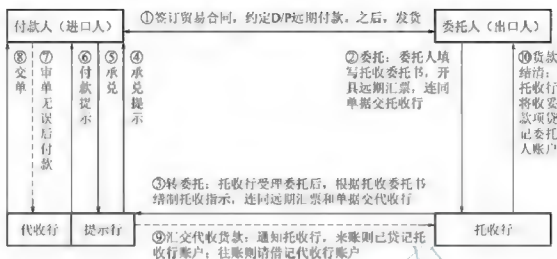 付款人（进口人）
①签订贸易合同，约定D/P远期付款，之后，发货
委托人（出口人）
⑧交单
⑦审单无误后付款
⑥付款提示
⑤承兑
④承兑提示
②委托：委托人填
写托收委托书，开
具远期汇票，连同
单据交托收行
⑩货款
结清：
托收行
将收妥
款项贷
记委托
人账户
③转委托：托收行受理委托后，根据托收委托书
缮制托收指示，连同远期汇票和单据交代收行
代收行
提示行
托收行
⑨汇交代收货款：通知托收行，来账则已贷记托
收行账户；往账则请借记代收行账户